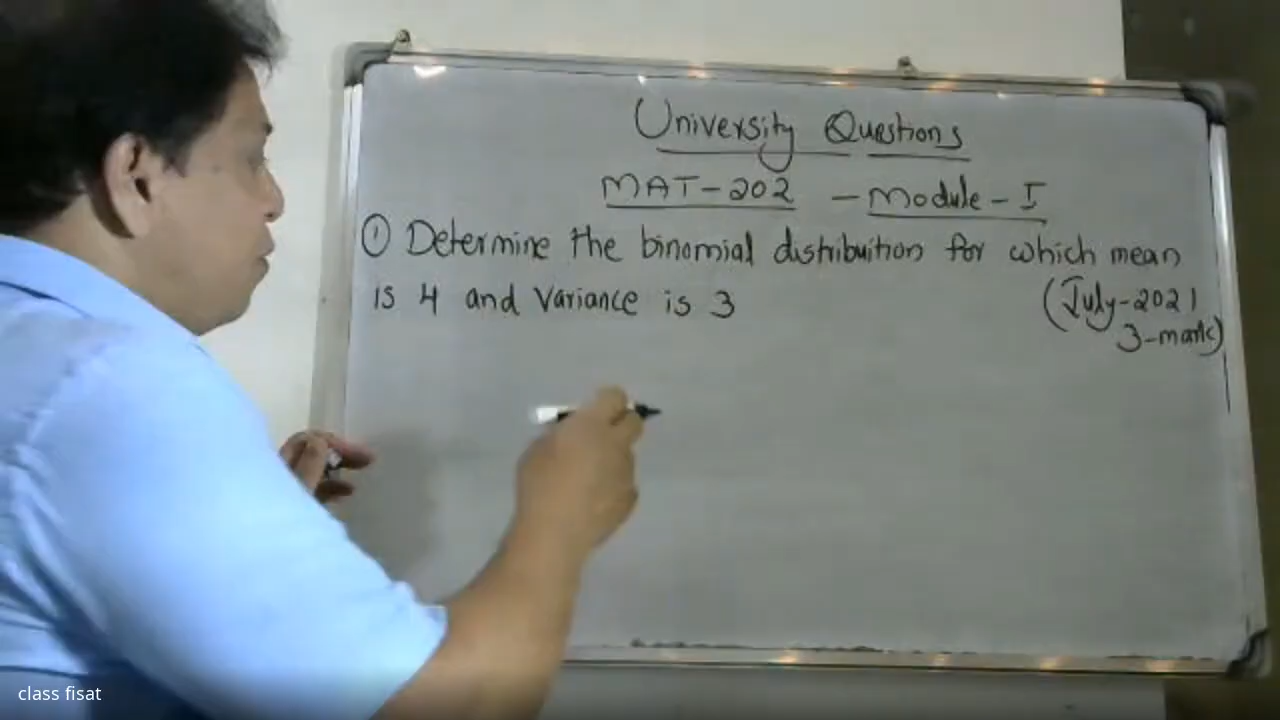 University Questions
MAT-202 - Module - I
① Determine the binomial distribuition for which mean
is 4 and variance is 3
(July-2021
3-mark)
class fisat